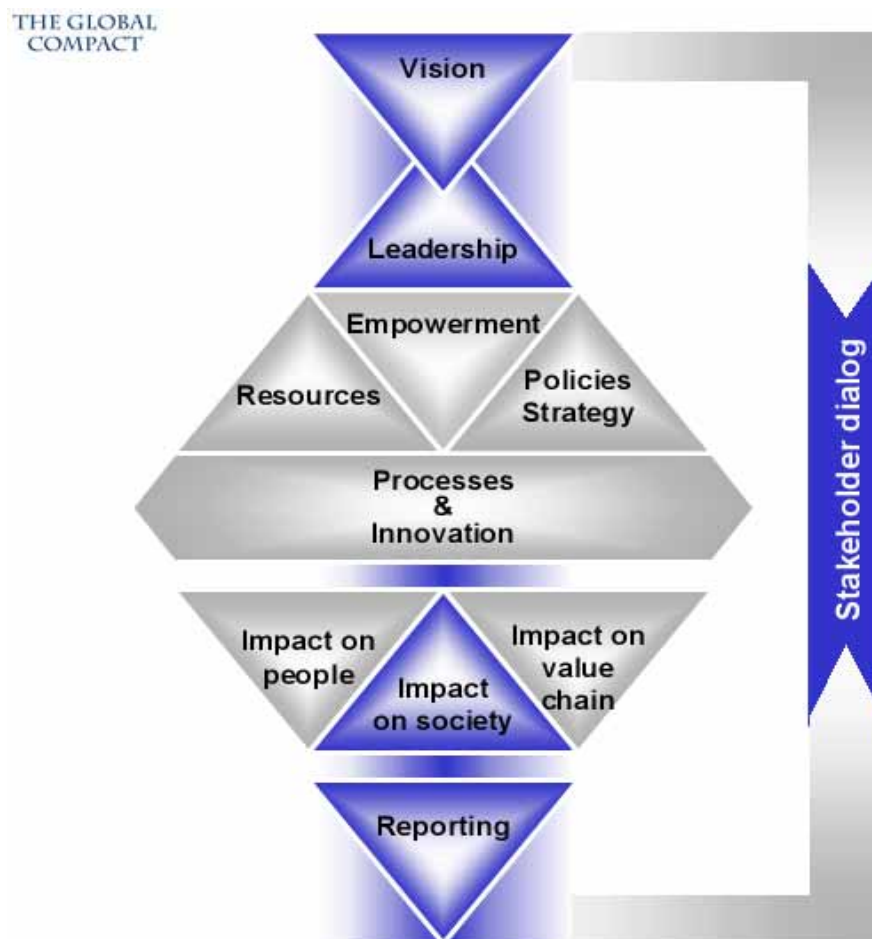 THE GLOBAL
COMPACT
Vision
Leadership
Empowerment
Resources
Policies
Strategy
Processes
&
Innovation
Impact on
people
Impact
on society
Impact on
value
chain
Reporting
Stakeholder dialog